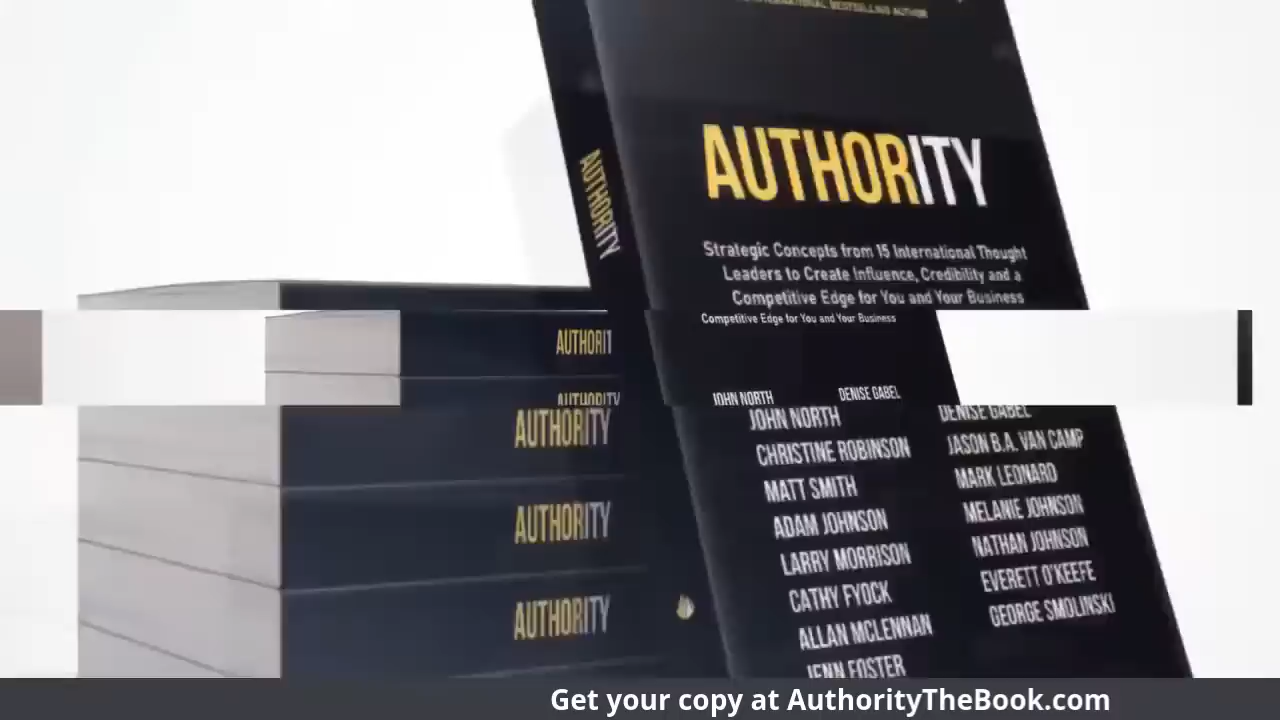 INTERNATIONAL BESTSELLING AUTHOR
AUTHORITY
AUTHORITY
Strategic Concepts from 15 International Thought
Leaders to Create Influence, Credibility and a
Competitive Edge for You and Your Business
Competitive Edge for You and Your Business
AUTHORIT
JOHN NORTH DENISE GABEL
AUTHORITY
JOHN NORTH DENISE GABEL
AUTHORITY
CHRISTINE ROBINSON JASON B.A. VAN CAMP
MATT SMITH MARK LEONARD
ADAM JOHNSON MELANIE JOHNSON
AUTHORITY
LARRY MORRISON NATHAN JOHNSON
CATHY FYOCK EVERETT O'KEEFE
ALLAN MCLENNAN GEORGE SMOLINSKI
AUTHORITY
JENN FOSTER
Get your copy at AuthorityTheBook.com